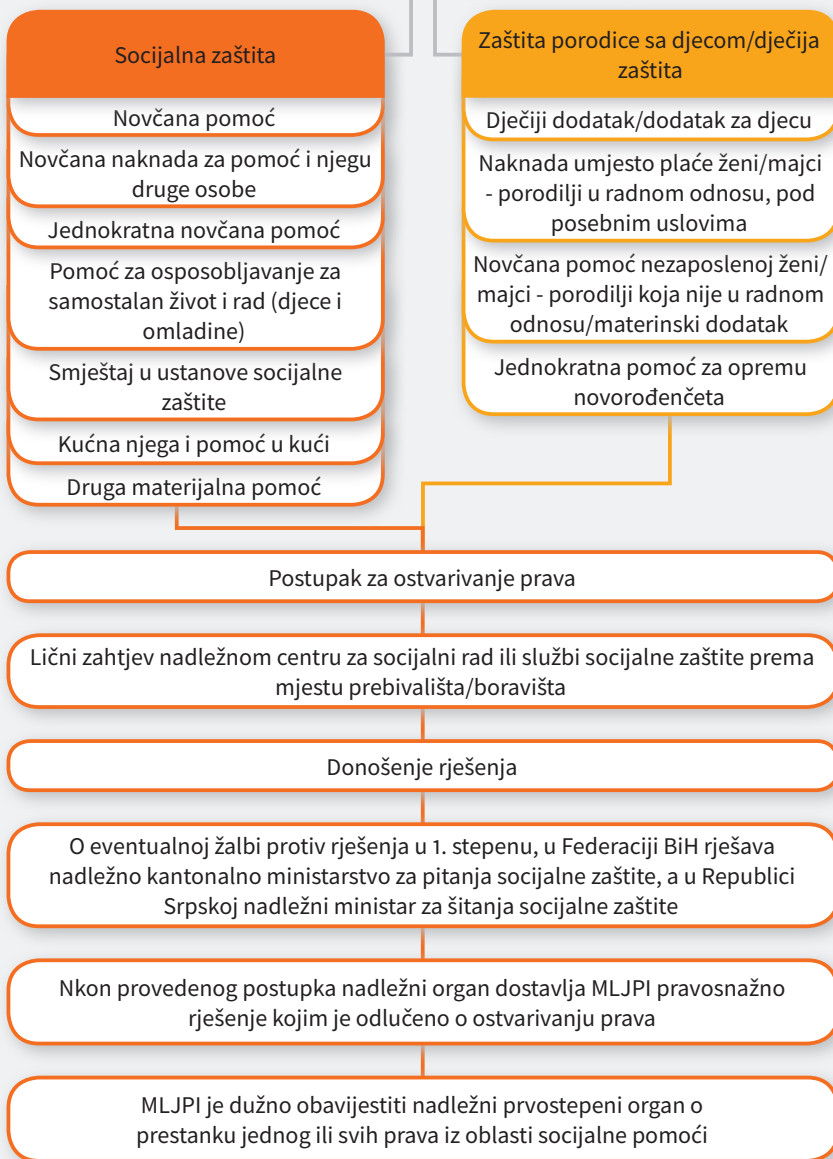 Socijalna zaštita
Novčana pomoć
Novčana naknada za pomoć i njegu
druge osobe
Jednokratna novčana pomoć
Pomoć za osposobljavanje za
samostalan život i rad (djece i
omladine)
Smještaj u ustanove socijalne
zaštite
Kućna njega i pomoć u kući
Druga materijalna pomoć
Zaštita porodice sa djecom/dječija
zaštita
Dječiji dodatak/dodatak za djecu
Naknada umjesto plaće ženi/majci
- porodilji u radnom odnosu, pod
posebnim uslovima
Novčana pomoć nezaposlenoj ženi/
majci - porodilji koja nije u radnom
odnosu/materinski dodatak
Jednokratna pomoć za opremu
novorođenčeta
Postupak za ostvarivanje prava
Lični zahtjev nadležnom centru za socijalni rad ili službi socijalne zaštite prema
mjestu prebivališta/boravišta
Donošenje rješenja
O eventualnoj žalbi protiv rješenja u 1. stepenu, u Federaciji BiH rješava
nadležno kantonalno ministarstvo za pitanja socijalne zaštite, a u Republici
Srpskoj nadležni ministar za šitanja socijalne zaštite
Nkon provedenog postupka nadležni organ dostavlja MLJPI pravosnažno
rješenje kojim je odlučeno o ostvarivanju prava
MLJPI je dužno obavijestiti nadležni prvostepeni organ o
prestanku jednog ili svih prava iz oblasti socijalne pomoći